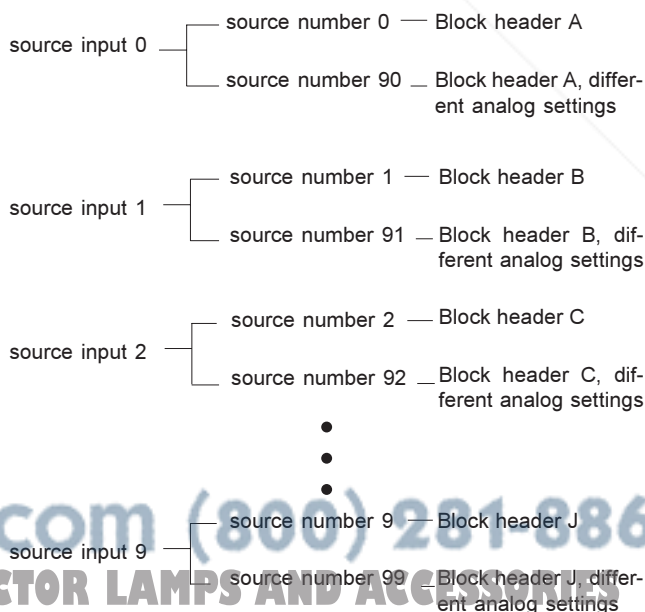 source input 0
source number 0 — Block header A
source number 90 — Block header A, differ-
ent analog settings
source input 1
source number 1 — Block header B
source number 91 — Block header B, dif-
ferent analog settings
source input 2
source number 2 — Block header C
source number 92 — Block header C, dif-
ferent analog settings
•
•
•
com (800) 281-886
source input 9
source number 9 — Block header J
source number 99 — Block header J, differ-
ent analog settings
CTOR LAMPS AND ACCESSORIES